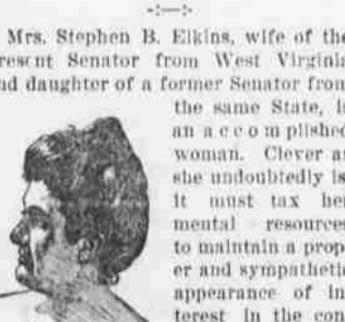 Mrs. Stephen B. Elkins, wife of the
present Senator from West Virginia
and daughter of a former Senator from
the same State, is
an accomplished
woman. Clever as
she undoubtedly is
it must tax her
mental resources
to maintain a prop-
er and sympathetic
appearance of in-
terest in the con-